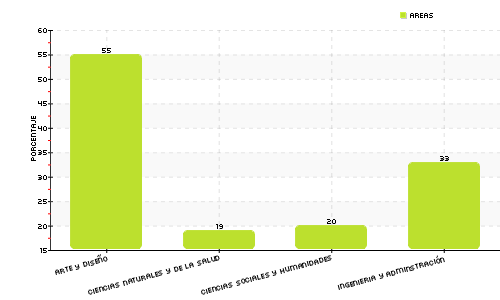 AREAS
60
55
50
45
40
35
30
25
20
15
PORCENTAJE
55
19
20
33
ARTE Y DISEÑO
CIENCIAS NATURALES Y DE LA SALUD
CIENCIAS SOCIALES Y HUMANIDADES
INGENIERIA Y ADMINSTRACIÓN